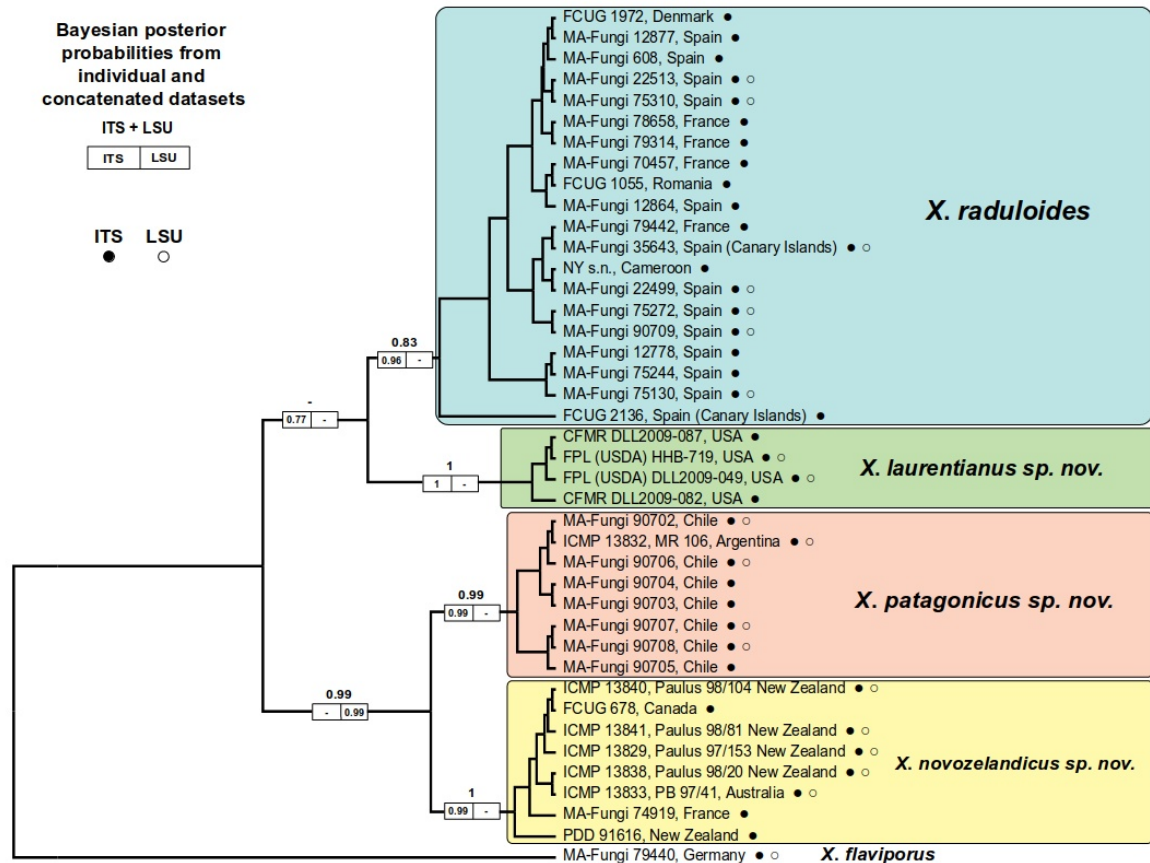 Bayesian posterior
probabilities from
individual and
concatenated datasets
ITS + LSU
ITS LSU
ITS LSU
● ○
FCUG 1972, Denmark ●
MA-Fungi 12877, Spain ●
MA-Fungi 608, Spain ●
MA-Fungi 22513, Spain ● ○
MA-Fungi 75310, Spain ● ○
MA-Fungi 78658, France ●
MA-Fungi 79314, France ●
MA-Fungi 70457, France ●
FCUG 1055, Romania ●
MA-Fungi 12864, Spain ●
MA-Fungi 79442, France ●
MA-Fungi 35643, Spain (Canary Islands) ● ○
NY s.n., Cameroon ●
MA-Fungi 22499, Spain ● ○
MA-Fungi 75272, Spain ● ○
MA-Fungi 90709, Spain ● ○
MA-Fungi 12778, Spain ●
MA-Fungi 75244, Spain ●
MA-Fungi 75130, Spain ● ○
FCUG 2136, Spain (Canary Islands) ●
X. raduloides
0.83
0.96 -
-
0.77 -
CFMR DLL2009-087, USA ●
FPL (USDA) HHB-719, USA ● ○
FPL (USDA) DLL2009-049, USA ● ○
CFMR DLL2009-082, USA ●
X. laurentianus sp. nov.
1
1 -
MA-Fungi 90702, Chile ● ○
ICMP 13832, MR 106, Argentina ● ○
MA-Fungi 90706, Chile ● ○
MA-Fungi 90704, Chile ●
MA-Fungi 90703, Chile ●
MA-Fungi 90707, Chile ● ○
MA-Fungi 90708, Chile ● ○
MA-Fungi 90705, Chile ●
X. patagonicus sp. nov.
0.99
0.99 -
0.99
- 0.99
ICMP 13840, Paulus 98/104 New Zealand ● ○
FCUG 678, Canada ●
ICMP 13841, Paulus 98/81 New Zealand ● ○
ICMP 13829, Paulus 97/153 New Zealand ● ○
ICMP 13838, Paulus 98/20 New Zealand ● ○
ICMP 13833, PB 97/41, Australia ● ○
MA-Fungi 74919, France ●
PDD 91616, New Zealand ●
X. novozelandicus sp. nov.
1
0.99 -
MA-Fungi 79440, Germany ● ○
X. flaviporus